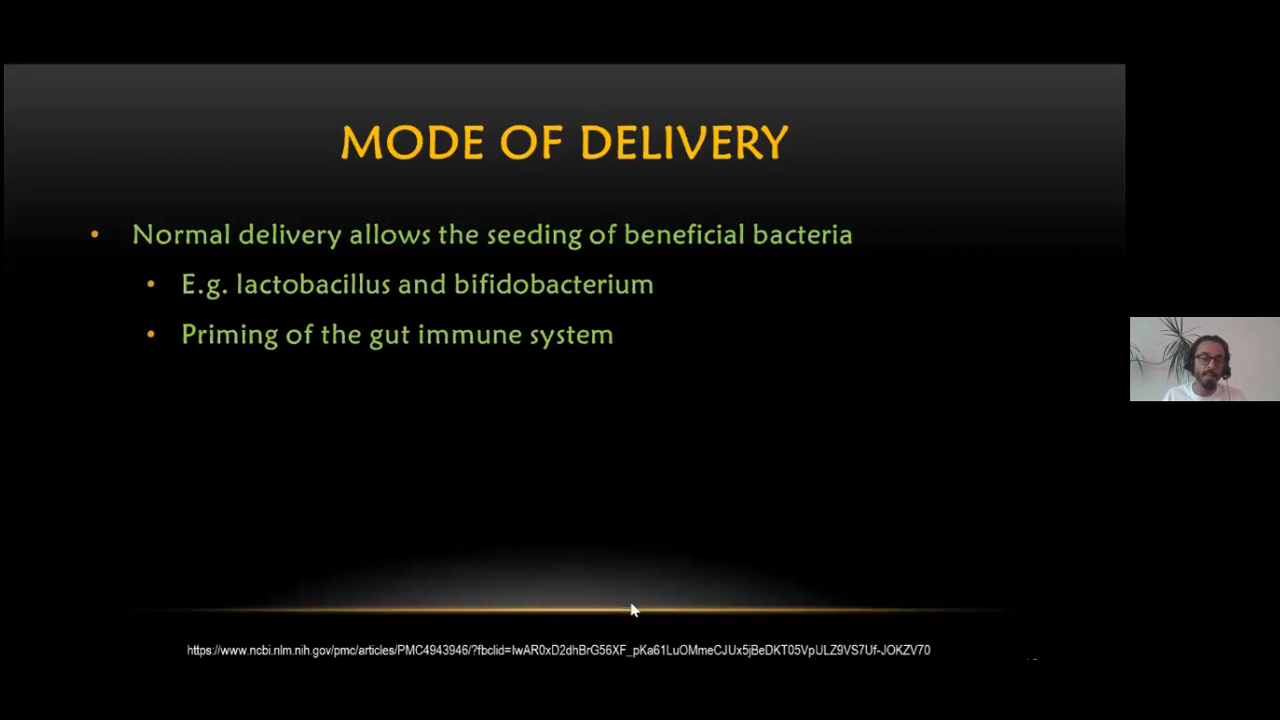 MODE OF DELIVERY
• Normal delivery allows the seeding of beneficial bacteria
• E.g. lactobacillus and bifidobacterium
• Priming of the gut immune system
https://www.ncbi.nlm.nih.gov/pmc/articles/PMC4943946/?fbclid=IwAR0xD2dhBrG56XF_pKa61LuOMmeCJUx5jBeDKT05VpULZ9VS7Uf-JOKZV70